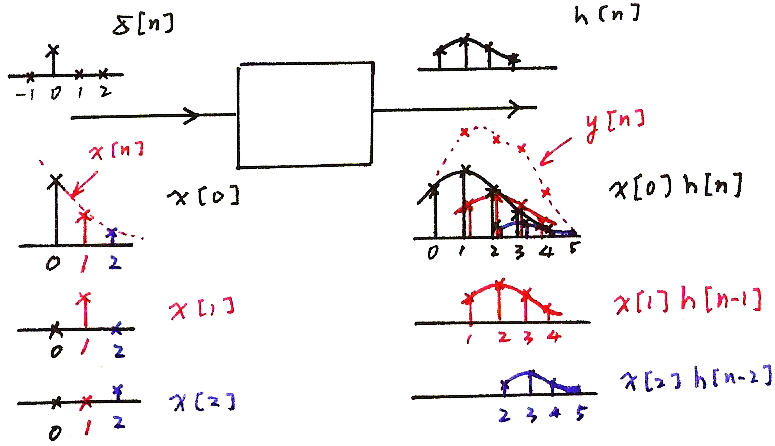 δ[n]
h[n]
-1 0 1 2
x[n]
y[n]
x[0]
x[0] h[n]
0 1 2
0 1 2 3 4 5
x[1]
x[1] h[n-1]
0 1 2
1 2 3 4
x[2]
x[2] h[n-2]
0 1 2
2 3 4 5